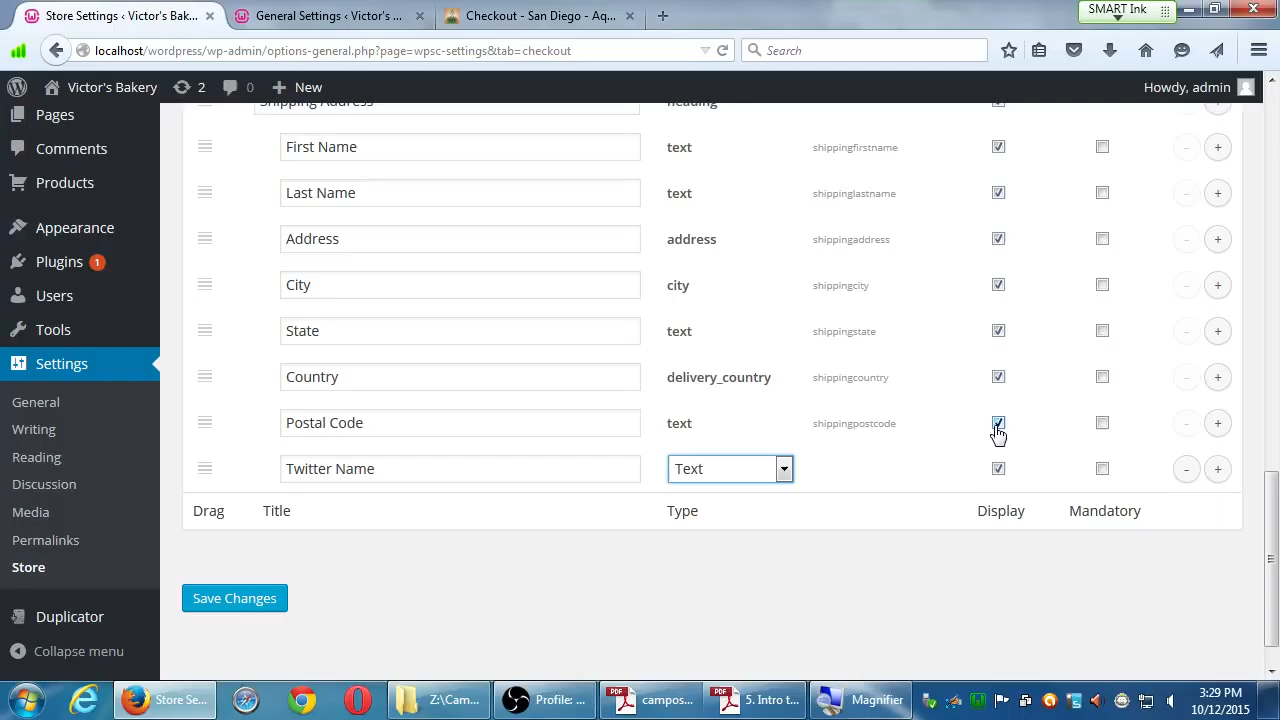 Store Settings ‹ Victor's Bak... ×
General Settings ‹ Victor's ... ×
Checkout - San Diego - Aq... ×
+
SMART Ink
localhost/wordpress/wp-admin/options-general.php?page=wpsc-settings&tab=checkout
Search
Victor's Bakery
2
0
+ New
Howdy, admin
Pages
Comments
Products
Appearance
Plugins 1
Users
Tools
Settings
General
Writing
Reading
Discussion
Media
Permalinks
Store
Duplicator
Collapse menu
Shipping Address heading +
First Name text shippingfirstname - +
Last Name text shippinglastname - +
Address address shippingaddress - +
City city shippingcity - +
State text shippingstate - +
Country delivery_country shippingcountry - +
POstal Code text shippingpostcode - +
Twitter Name Text - +
Drag Title Type Display Mandatory
Save Changes
Store Se...
Z:\Cam...
Profile: ...
PDF
campos...
PDF
5. Intro t...
Magnifier
3:29 PM
10/12/2015